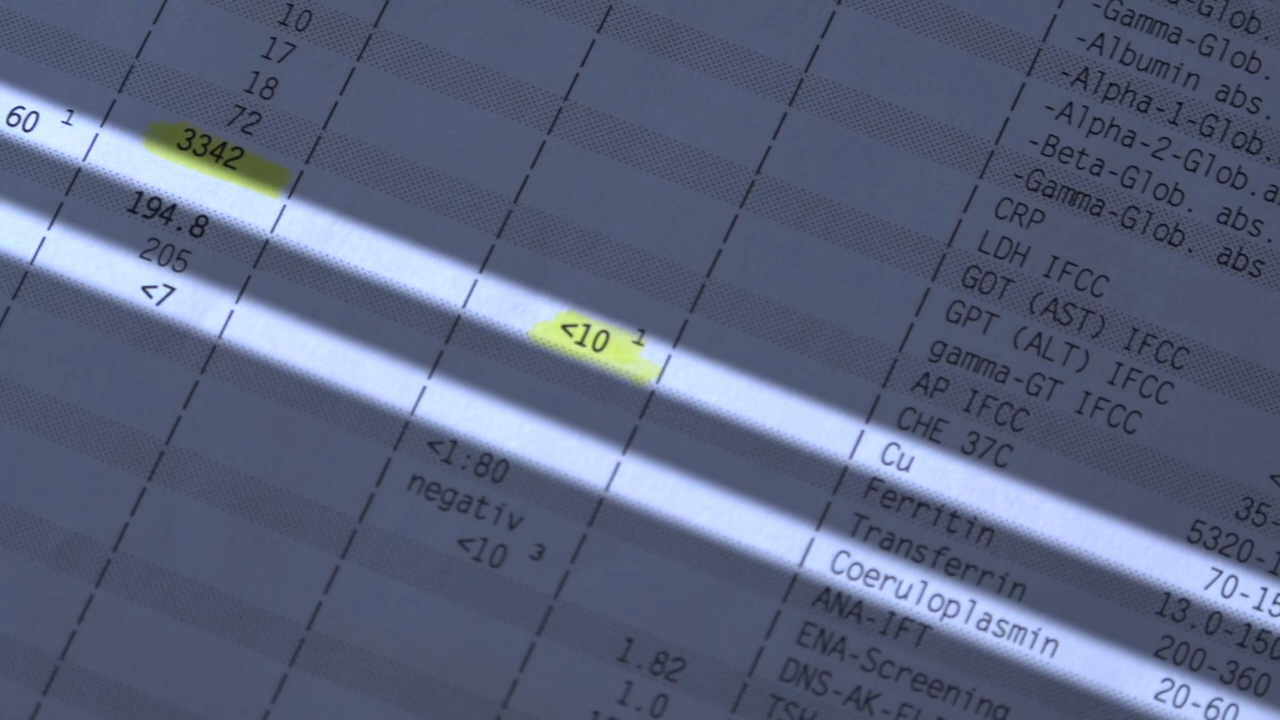 -Gamma-Glob.
-Albumin abs.
-Alpha-1-Glob.
-Alpha-2-Glob.a
-Beta-Glob. abs.
-Gamma-Glob. abs
CRP
LDH IFCC
10 GOT (AST) IFCC
17 GPT (ALT) IFCC
18 gamma-GT IFCC <
72 AP IFCC 35-
3342 CHE 37C 5320-1
60 1 <10 1 Cu 70-15
194.8 Ferritin 13.0-150
205 Transferrin 200-360
<7 Coeruloplasmin 20-60
<1:80 ANA-IFT
negativ ENA-Screening
<10 3 DNS-AK-
1.82 TSH
1.0